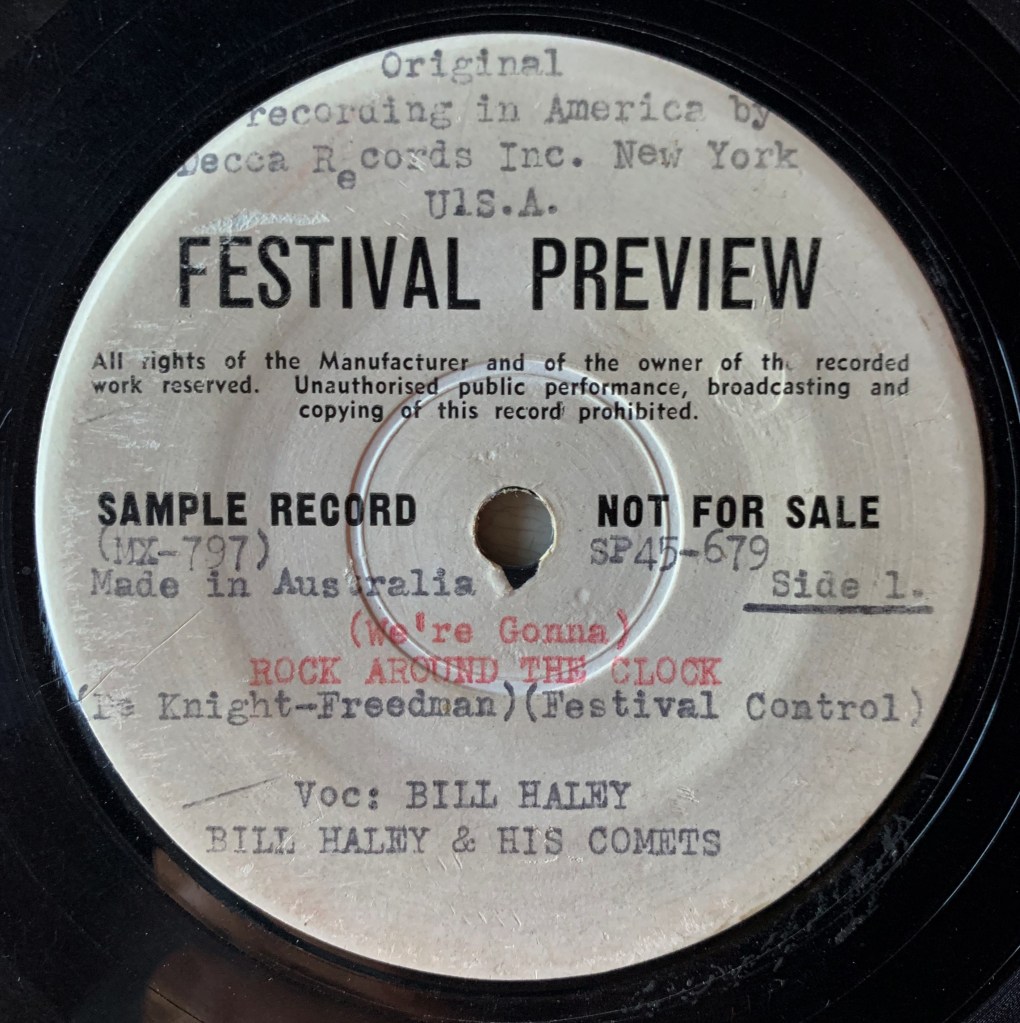 Original
recording in America by
Decca Records Inc. New York
U1S.A.
FESTIVAL PREVIEW
All rights of the Manufacturer and of the owner of the recorded
work reserved. Unauthorised public performance, broadcasting and
copying of this record prohibited.
SAMPLE RECORD NOT FOR SALE
(MX-797) SP45-679
Made in Australia Side 1.
(We're Gonna)
ROCK AROUND THE CLOCK
(De Knight-Freedman)(Festival Control)
Voc: BILL HALEY
BILL HALEY & HIS COMETS